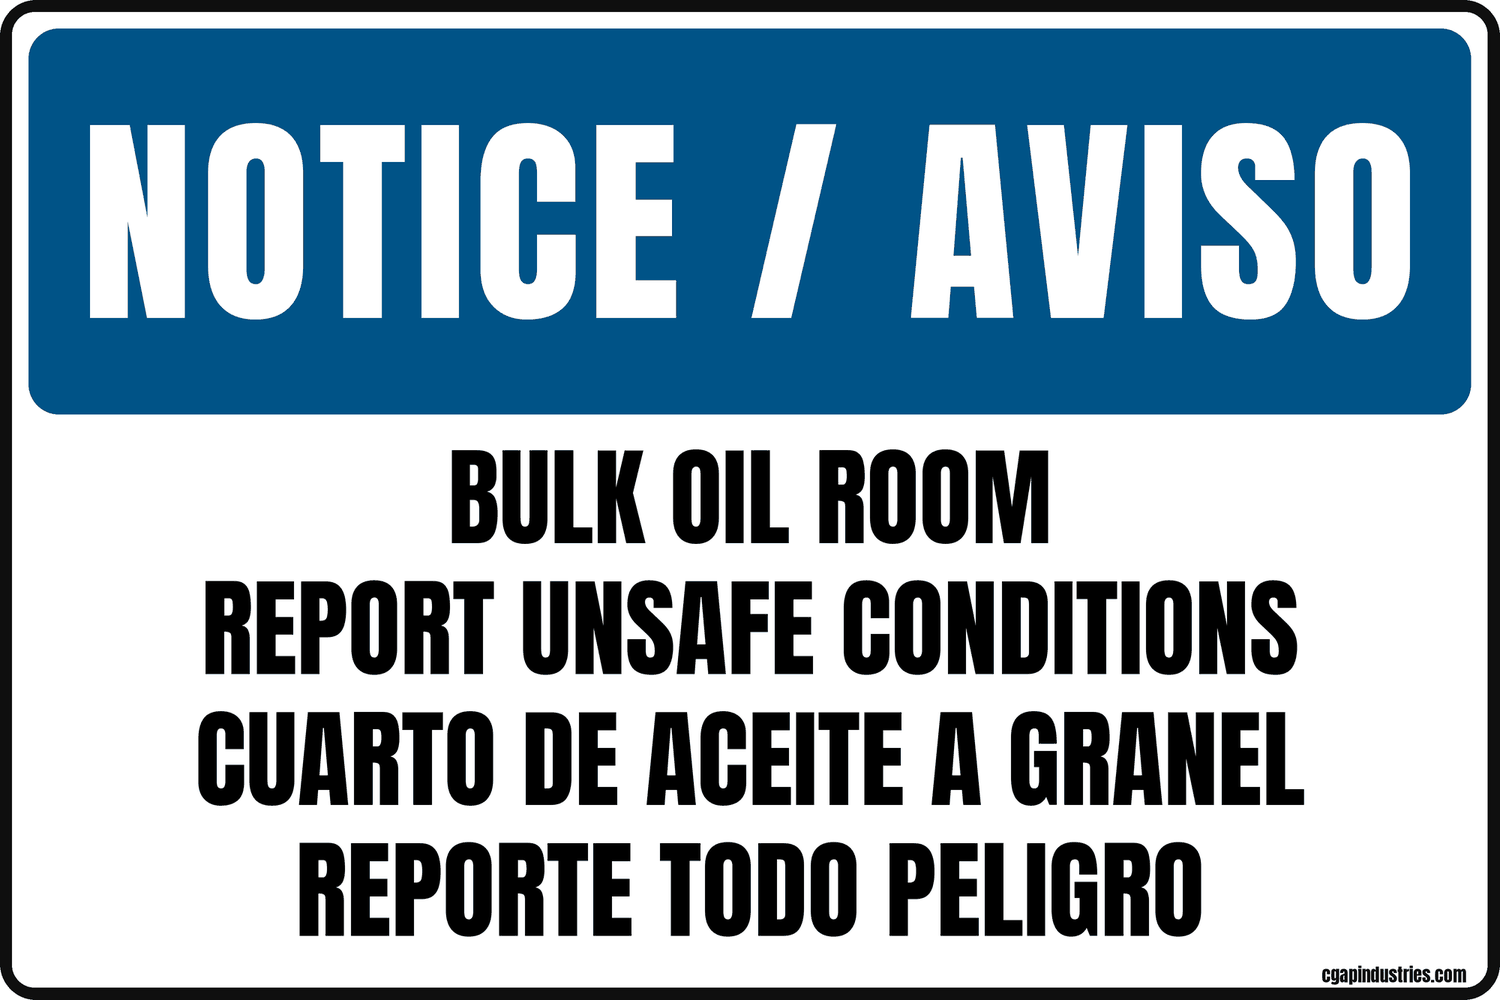 NOTICE / AVISO
BULK OIL ROOM
REPORT UNSAFE CONDITIONS
CUARTO DE ACEITE A GRANEL
REPORTE TODO PELIGRO
cgapindustries.com